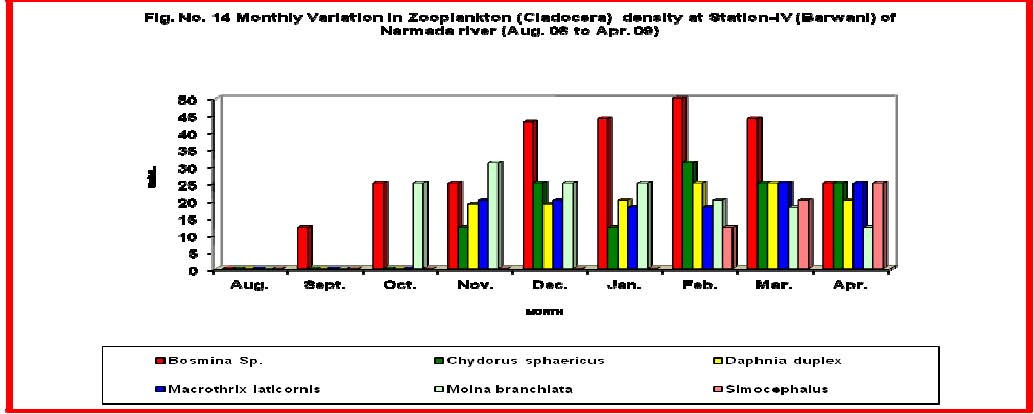 Fig. No. 14 Monthly Variation in Zooplankton (Cladocera) density at Station-IV (Barwani) of
Narmada river (Aug. 08 to Apr. 09)
50
45
40
35
30
25
20
15
10
5
0
Aug. Sept. Oct. Nov. Dec. Jan. Feb. Mar. Apr.
MONTH
Bosmina Sp. Chydorus sphaericus Daphnia duplex
Macrothrix laticornis Moina branchiata Simocephalus